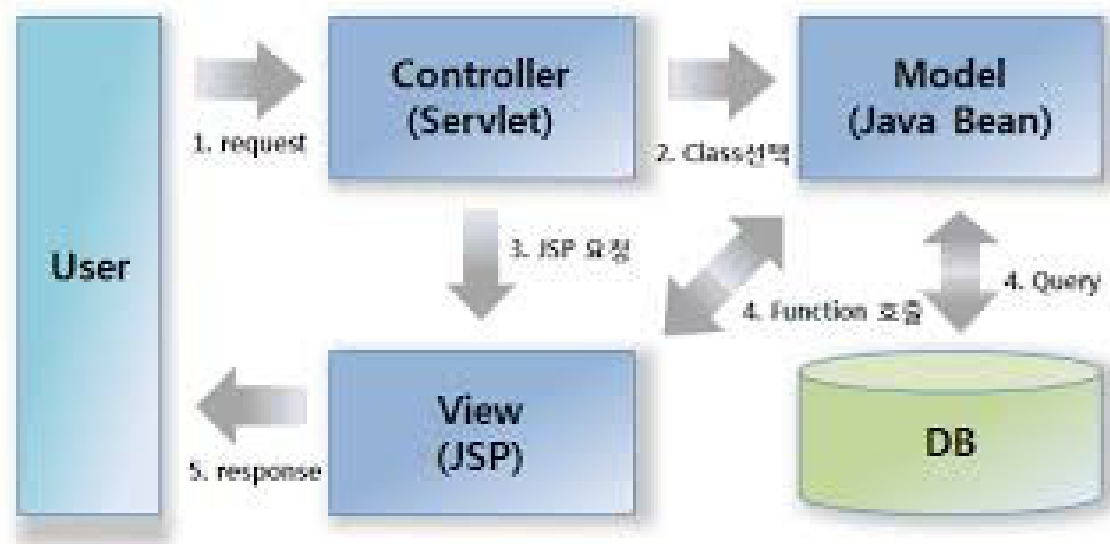 User
1. request
Controller
(Servlet)
2. Class선택
Model
(Java Bean)
3. JSP 요청
4. Function 호출
4. Query
View
(JSP)
5. response
DB